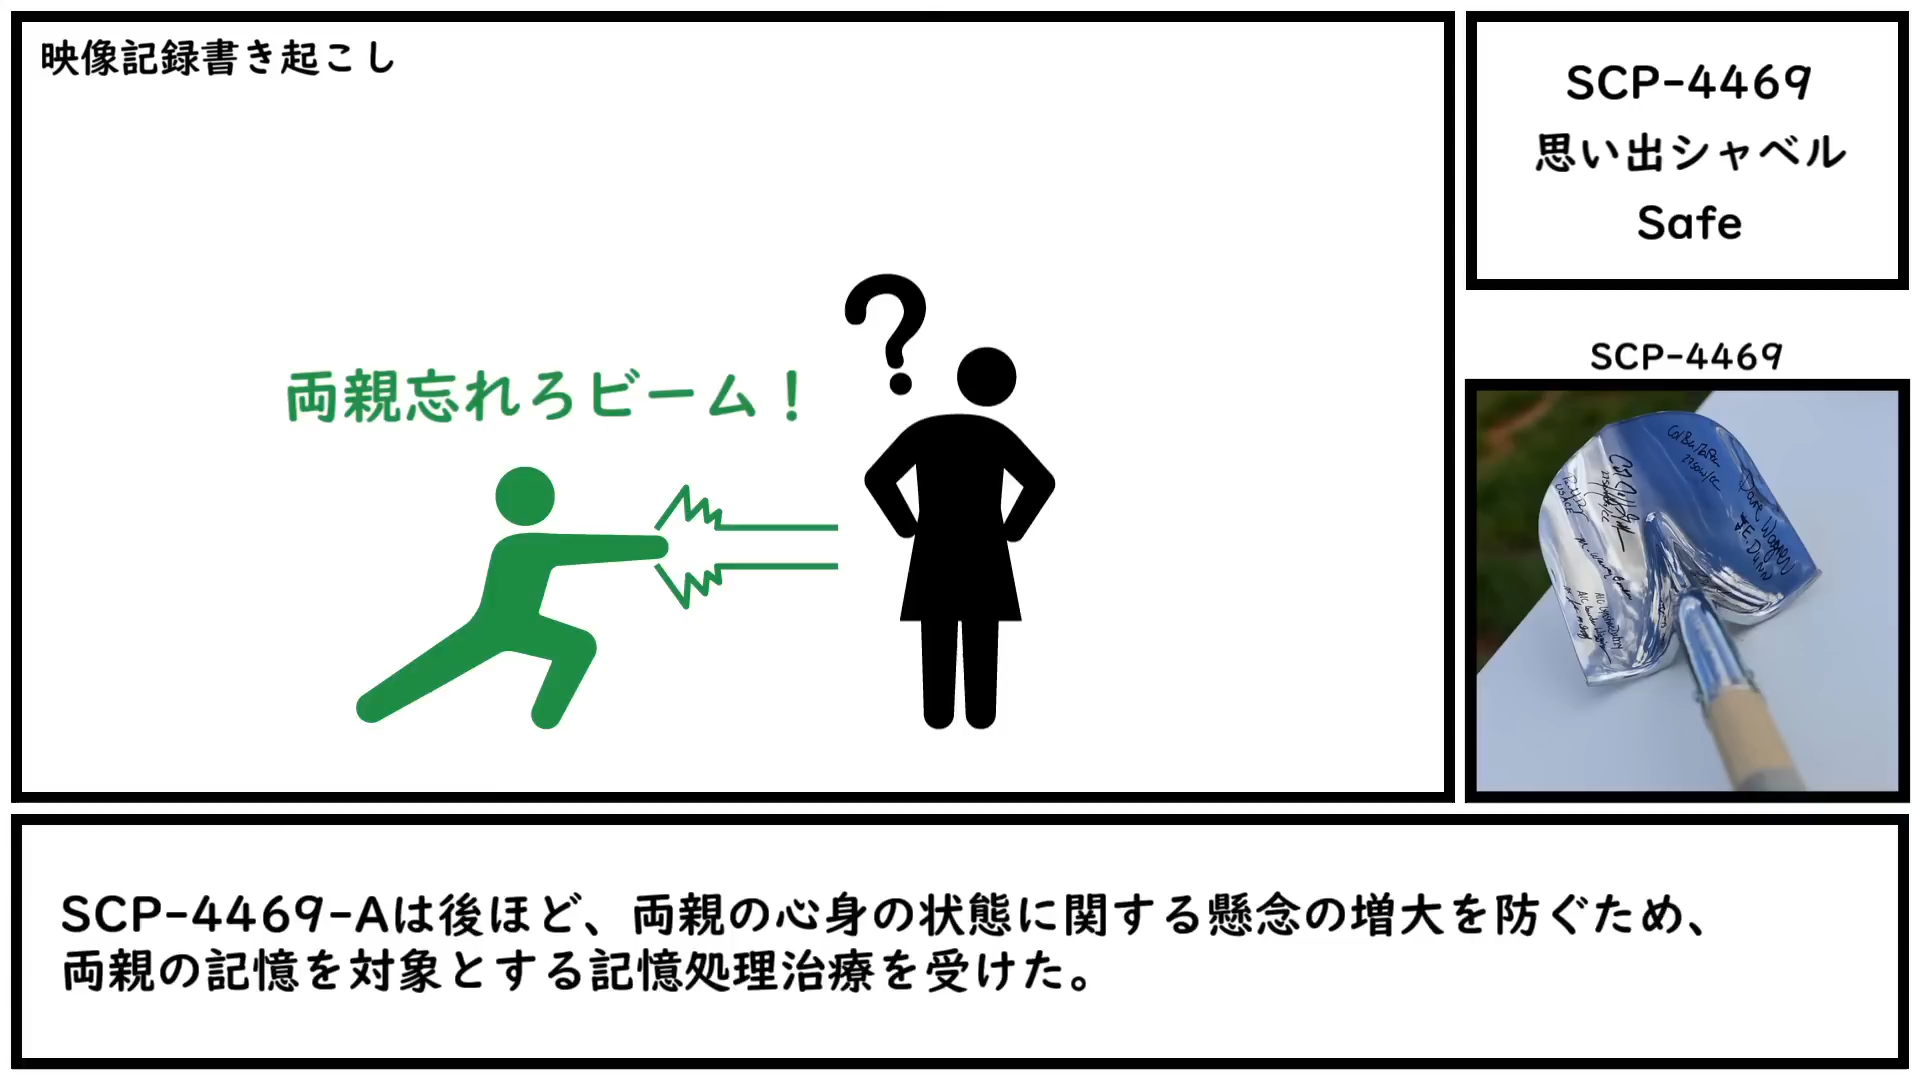 映像記録書き起こし
?
両親忘れろビーム！
SCP-4469
思い出シャベル
Safe
SCP-4469
Dave Wagner
J.E. DUNN
SCP-4469-Aは後ほど、両親の心身の状態に関する懸念の増大を防ぐため、
両親の記憶を対象とする記憶処理治療を受けた。